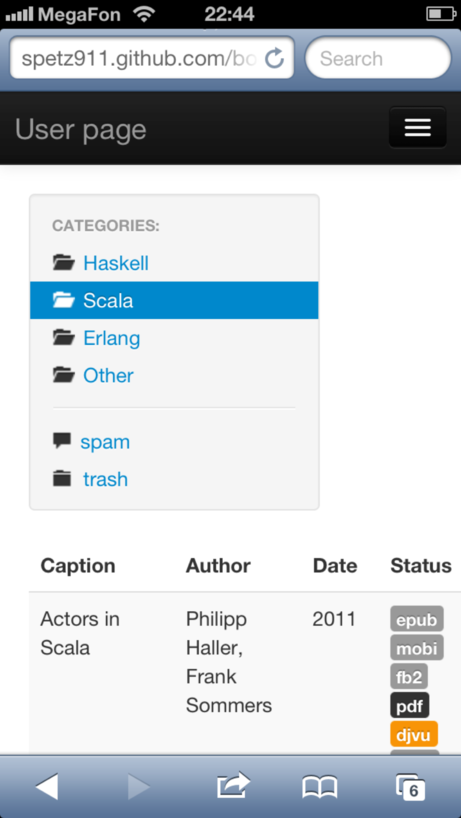 MegaFon 22:44
spetz911.github.com/bo Search
User page
CATEGORIES:
Haskell
Scala
Erlang
Other
spam
trash
Caption Author Date Status
Actors in Philipp 2011 epub
Scala Haller, mobi
Frank fb2
Sommers pdf
djvu
6